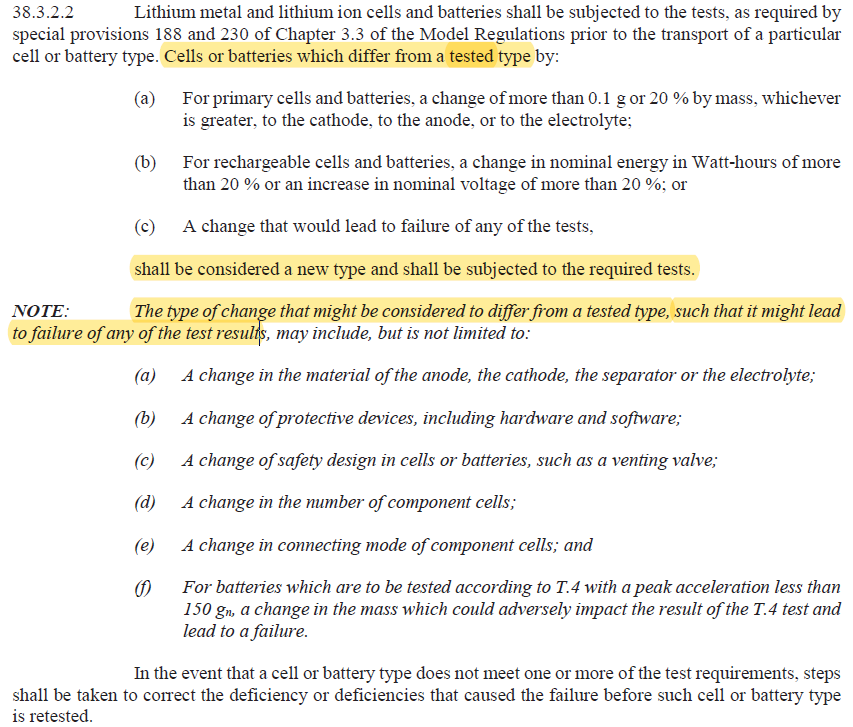 38.3.2.2 Lithium metal and lithium ion cells and batteries shall be subjected to the tests, as required by
special provisions 188 and 230 of Chapter 3.3 of the Model Regulations prior to the transport of a particular
cell or battery type. Cells or batteries which differ from a tested type by:
(a) For primary cells and batteries, a change of more than 0.1 g or 20 % by mass, whichever
is greater, to the cathode, to the anode, or to the electrolyte;
(b) For rechargeable cells and batteries, a change in nominal energy in Watt-hours of more
than 20 % or an increase in nominal voltage of more than 20 %; or
(c) A change that would lead to failure of any of the tests,
shall be considered a new type and shall be subjected to the required tests.
NOTE: The type of change that might be considered to differ from a tested type, such that it might lead
to failure of any of the test results, may include, but is not limited to:
(a) A change in the material of the anode, the cathode, the separator or the electrolyte;
(b) A change of protective devices, including hardware and software;
(c) A change of safety design in cells or batteries, such as a venting valve;
(d) A change in the number of component cells;
(e) A change in connecting mode of component cells; and
(f) For batteries which are to be tested according to T.4 with a peak acceleration less than
150 gn, a change in the mass which could adversely impact the result of the T.4 test and
lead to a failure.
In the event that a cell or battery type does not meet one or more of the test requirements, steps
shall be taken to correct the deficiency or deficiencies that caused the failure before such cell or battery type
is retested.